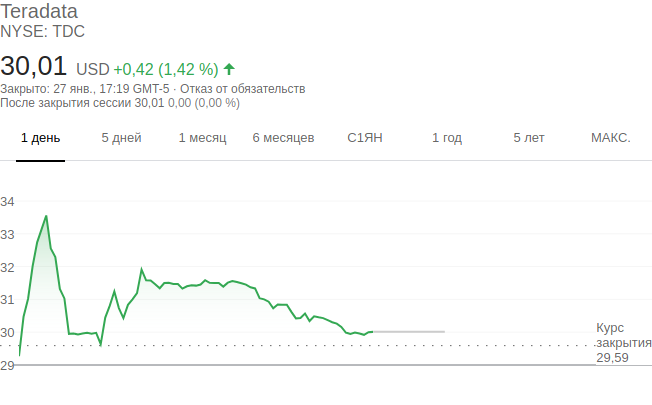 Teradata
NYSE: TDC
30,01 USD +0,42 (1,42 %)
Закрыто: 27 янв., 17:19 GMT-5 · Отказ от обязательств
После закрытия сессии 30,01 0,00 (0,00 %)
1 день 5 дней 1 месяц 6 месяцев С1ЯН 1 год 5 лет МАКС.
34
33
32
31
30
29
Курс
закрытия
29,59